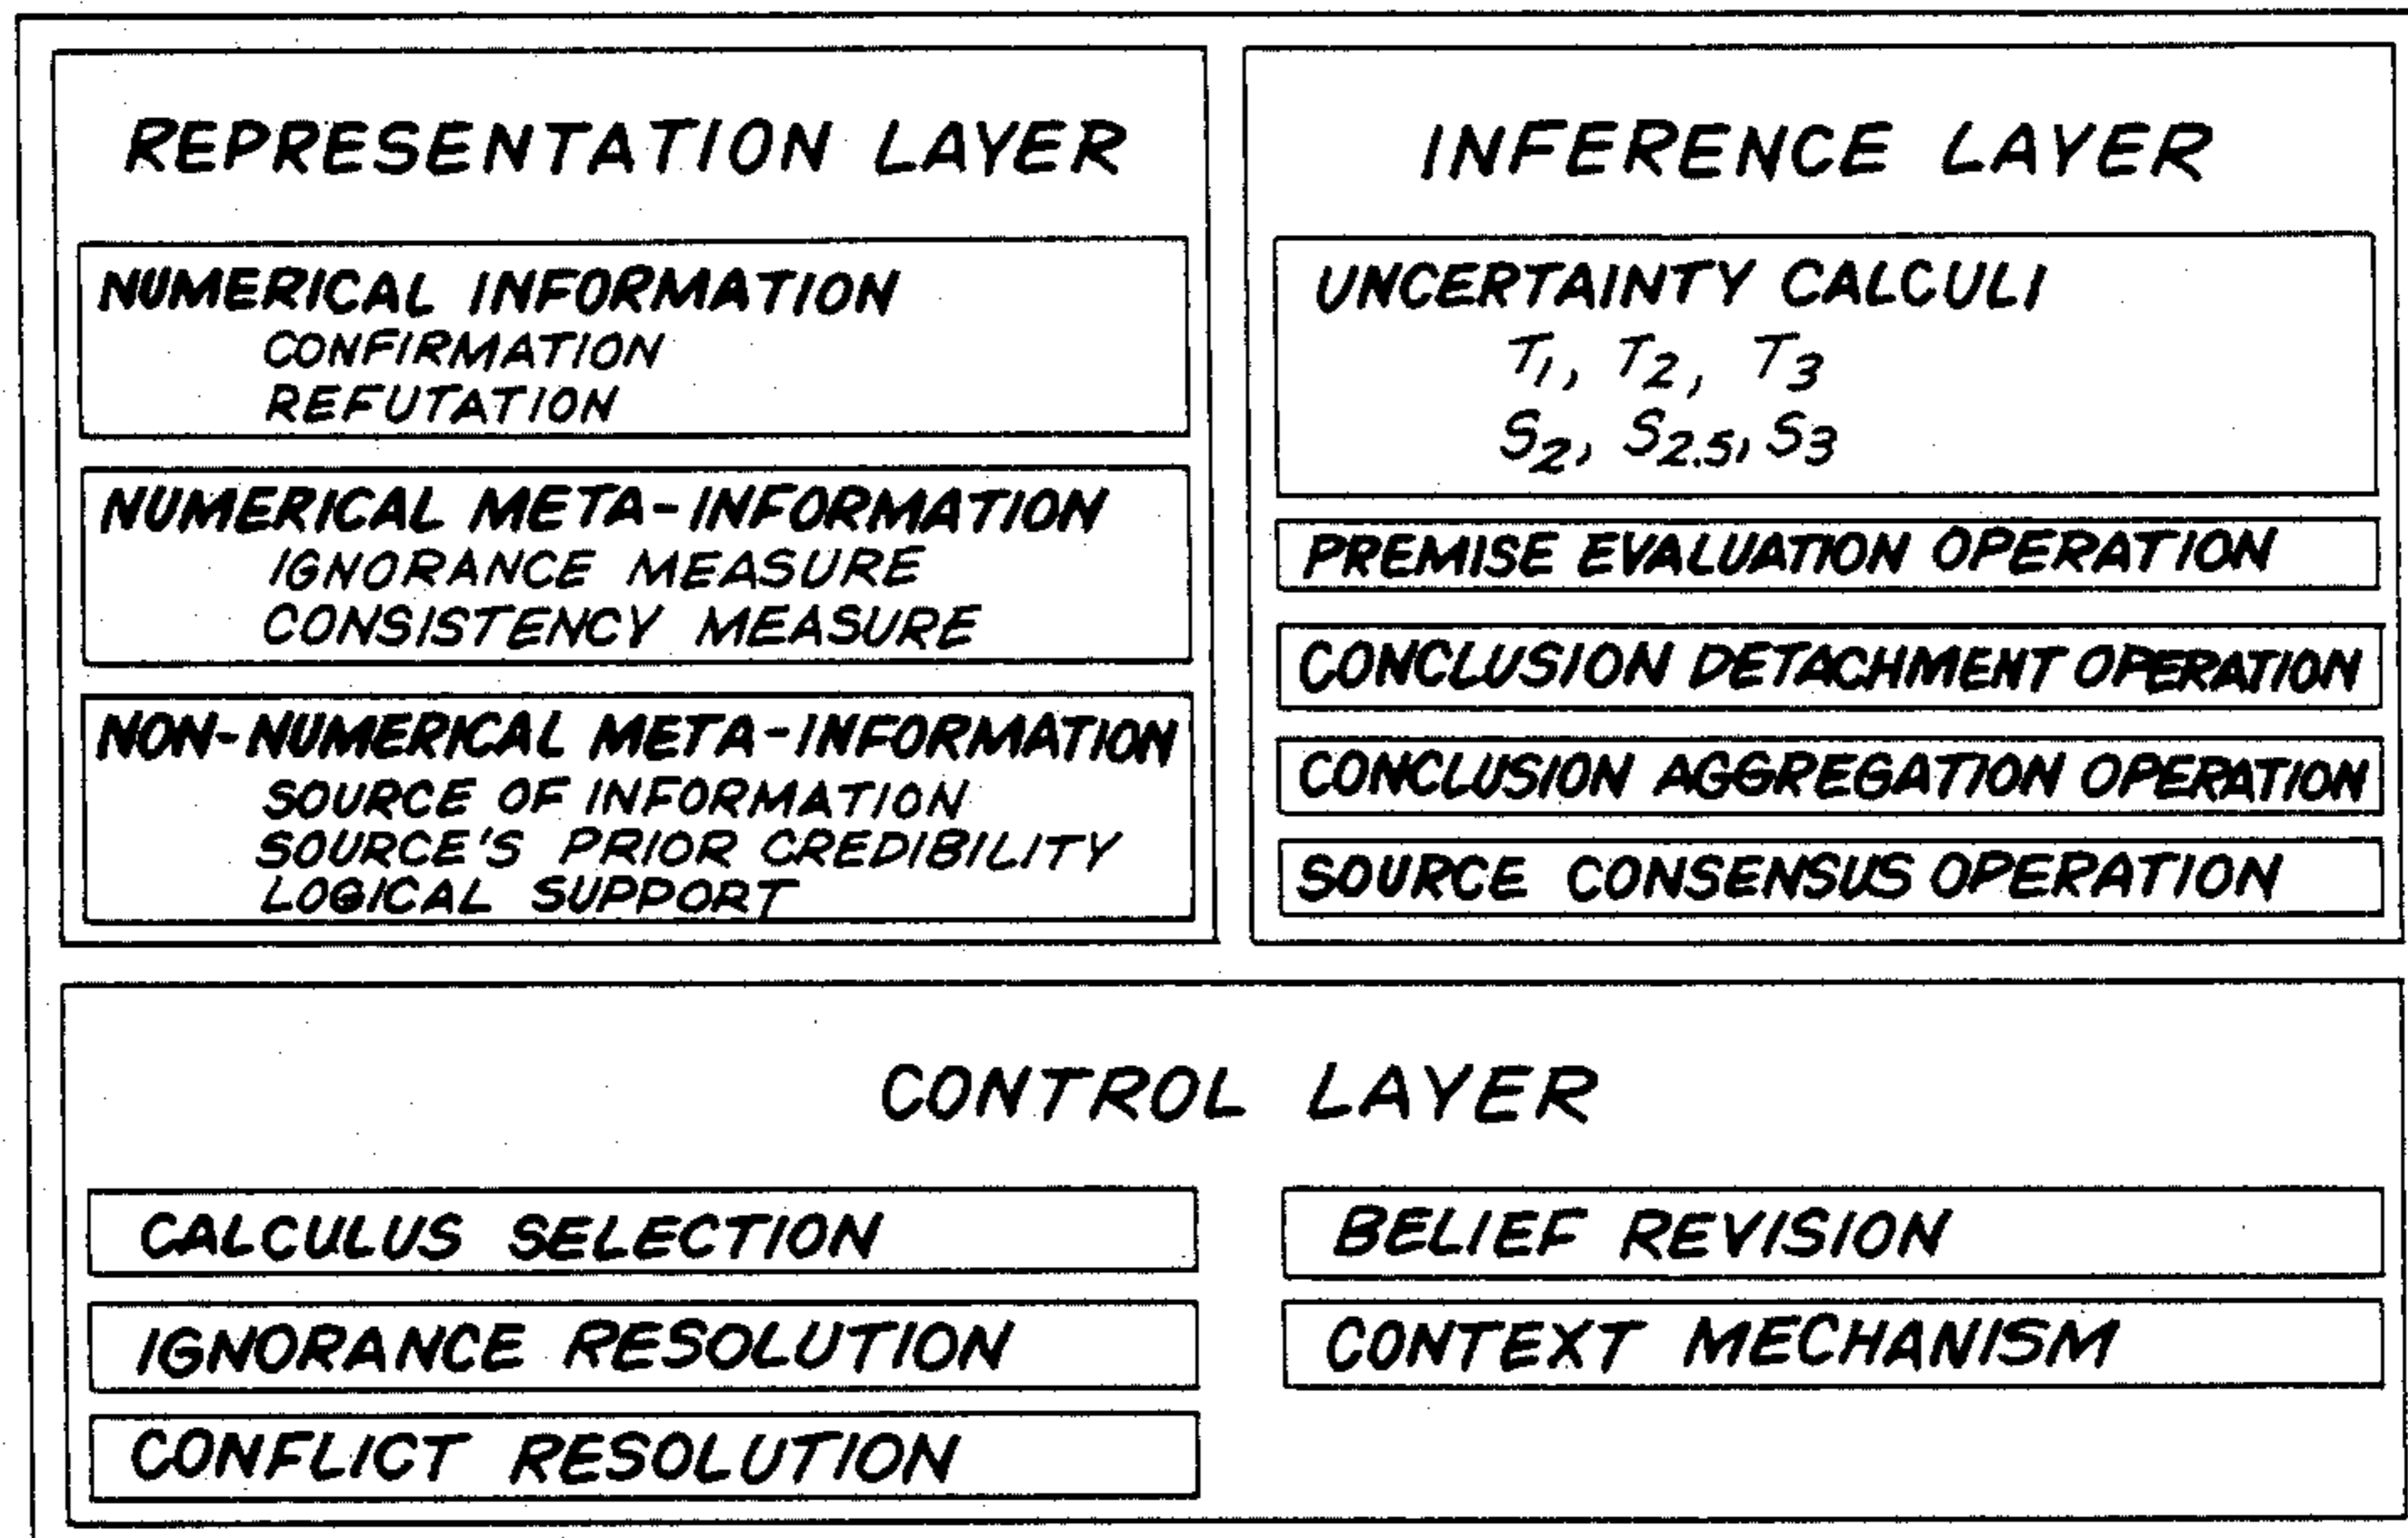 REPRESENTATION LAYER
NUMERICAL INFORMATION
CONFIRMATION
REFUTATION
NUMERICAL META-INFORMATION
IGNORANCE MEASURE
CONSISTENCY MEASURE
NON-NUMERICAL META-INFORMATION
SOURCE OF INFORMATION
SOURCE'S PRIOR CREDIBILITY
LOGICAL SUPPORT
INFERENCE LAYER
UNCERTAINTY CALCULI
T1, T2, T3
S2, S2.5, S3
PREMISE EVALUATION OPERATION
CONCLUSION DETACHMENT OPERATION
CONCLUSION AGGREGATION OPERATION
SOURCE CONSENSUS OPERATION
CONTROL LAYER
CALCULUS SELECTION
IGNORANCE RESOLUTION
CONFLICT RESOLUTION
BELIEF REVISION
CONTEXT MECHANISM